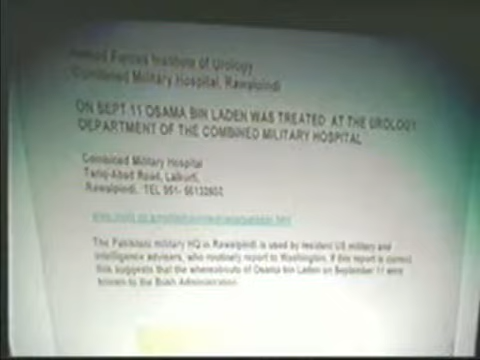 Armed Forces Institute of Urology
Combined Military Hospital, Rawalpindi
ON SEPT 11 OSAMA BIN LADEN WAS TREATED AT THE UROLOGY
DEPARTMENT OF THE COMBINED MILITARY HOSPITAL
Combined Military Hospital
Tariq-Abad Road, Lalkurti,
Rawalpindi. TEL 051-
The Pakistani military HQ in Rawalpindi is used by resident US military and
intelligence advisers, who routinely report to Washington. If this report is correct
this suggests that the whereabouts of Osama bin Laden on September 11 were
known to the Bush Administration